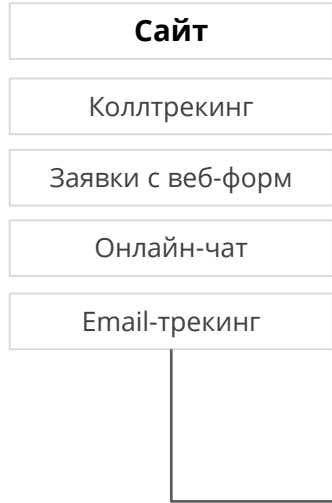 Сайт
Коллтрекинг
Заявки с веб-форм
Онлайн-чат
Email-трекинг